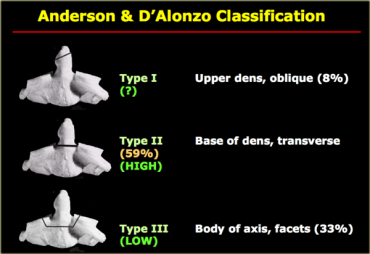 Anderson & D'Alonzo Classification
Type I Upper dens, oblique (8%)
(?)
Type II Base of dens, transverse
(59%)
(HIGH)
Type III Body of axis, facets (33%)
(LOW)